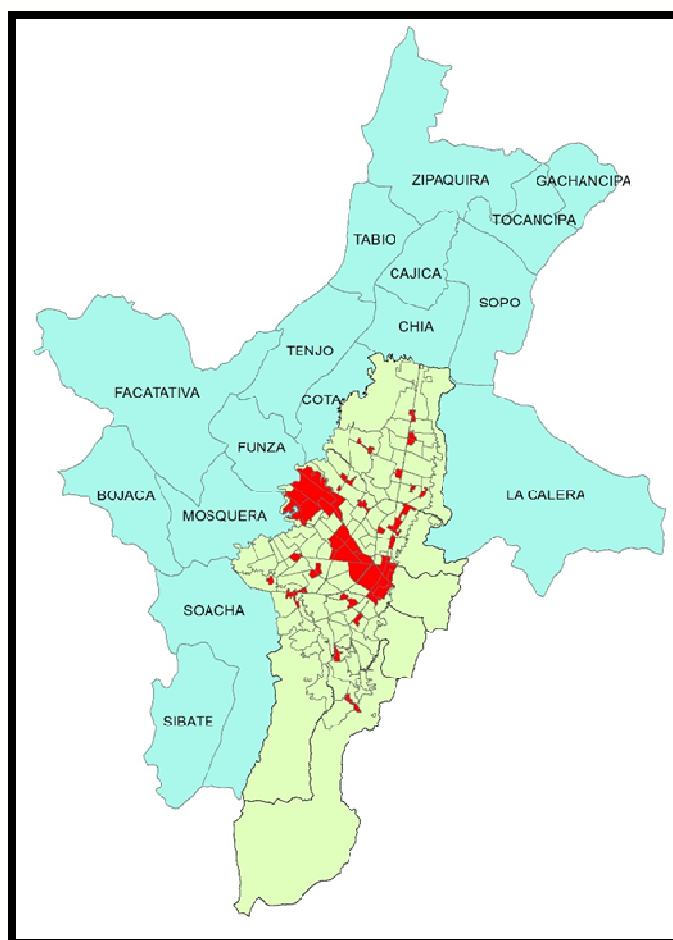 ZIPAQUIRA
GACHANCIPA
TOCANCIPA
TABIO
CAJICA
SOPO
CHIA
TENJO
FACATATIVA
COTA
FUNZA
BOJACA
LA CALERA
MOSQUERA
SOACHA
SIBATE